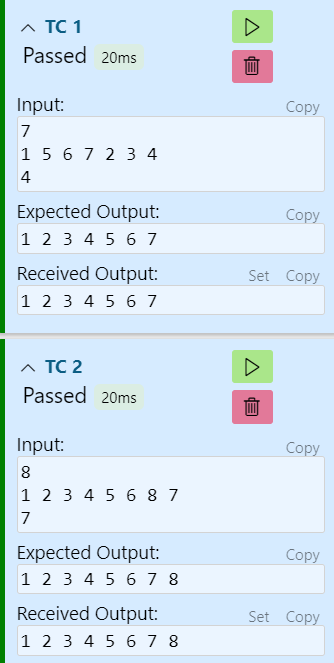 TC 1
Passed 20ms
Input: Copy
7
1 5 6 7 2 3 4
4
Expected Output: Copy
1 2 3 4 5 6 7
Received Output: Set Copy
1 2 3 4 5 6 7
TC 2
Passed 20ms
Input: Copy
8
1 2 3 4 5 6 8 7
7
Expected Output: Copy
1 2 3 4 5 6 7 8
Received Output: Set Copy
1 2 3 4 5 6 7 8